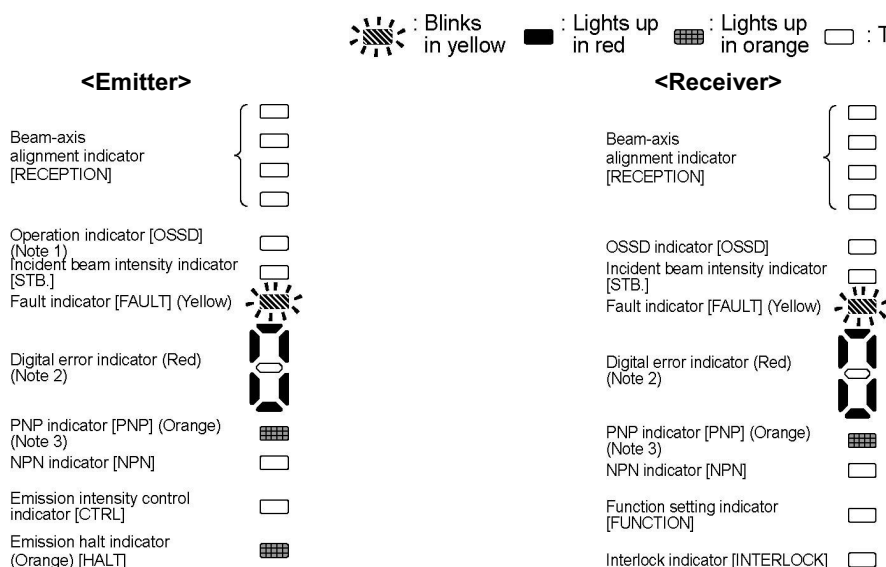 : Blinks
in yellow
: Lights up
in red
: Lights up
in orange
:
<Emitter>
Beam-axis
alignment indicator
[RECEPTION]
Operation indicator [OSSD]
(Note 1)
Incident beam intensity indicator
[STB.]
Fault indicator [FAULT] (Yellow)
Digital error indicator (Red)
(Note 2)
PNP indicator [PNP] (Orange)
(Note 3)
NPN indicator [NPN]
Emission intensity control
indicator [CTRL]
Emission halt indicator
(Orange) [HALT]
<Receiver>
Beam-axis
alignment indicator
[RECEPTION]
OSSD indicator [OSSD]
Incident beam intensity indicator
[STB.]
Fault indicator [FAULT] (Yellow)
Digital error indicator (Red)
(Note 2)
PNP indicator [PNP] (Orange)
(Note 3)
NPN indicator [NPN]
Function setting indicator
[FUNCTION]
Interlock indicator [INTERLOCK]